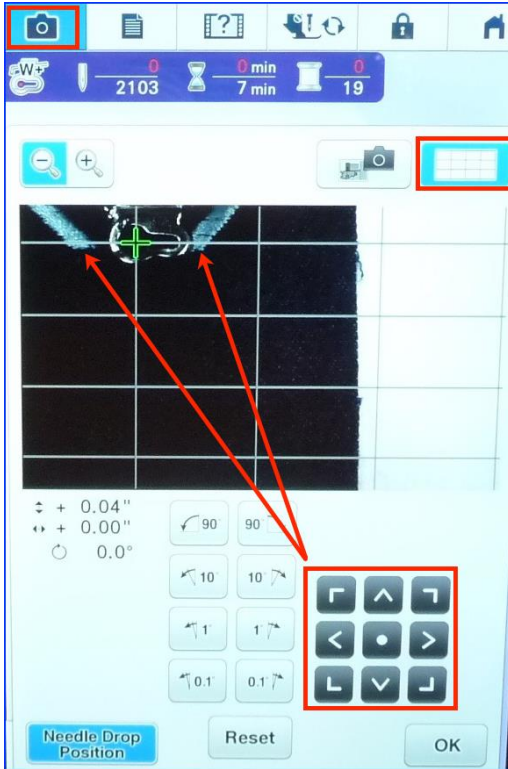 [?]
W+
0
2103
0 min
7 min
0
19
+ 0.04"
+ 0.00"
0.0°
90° 90°
10° 10°
1° 1°
0.1° 0.1°
Needle Drop
Position
Reset
OK